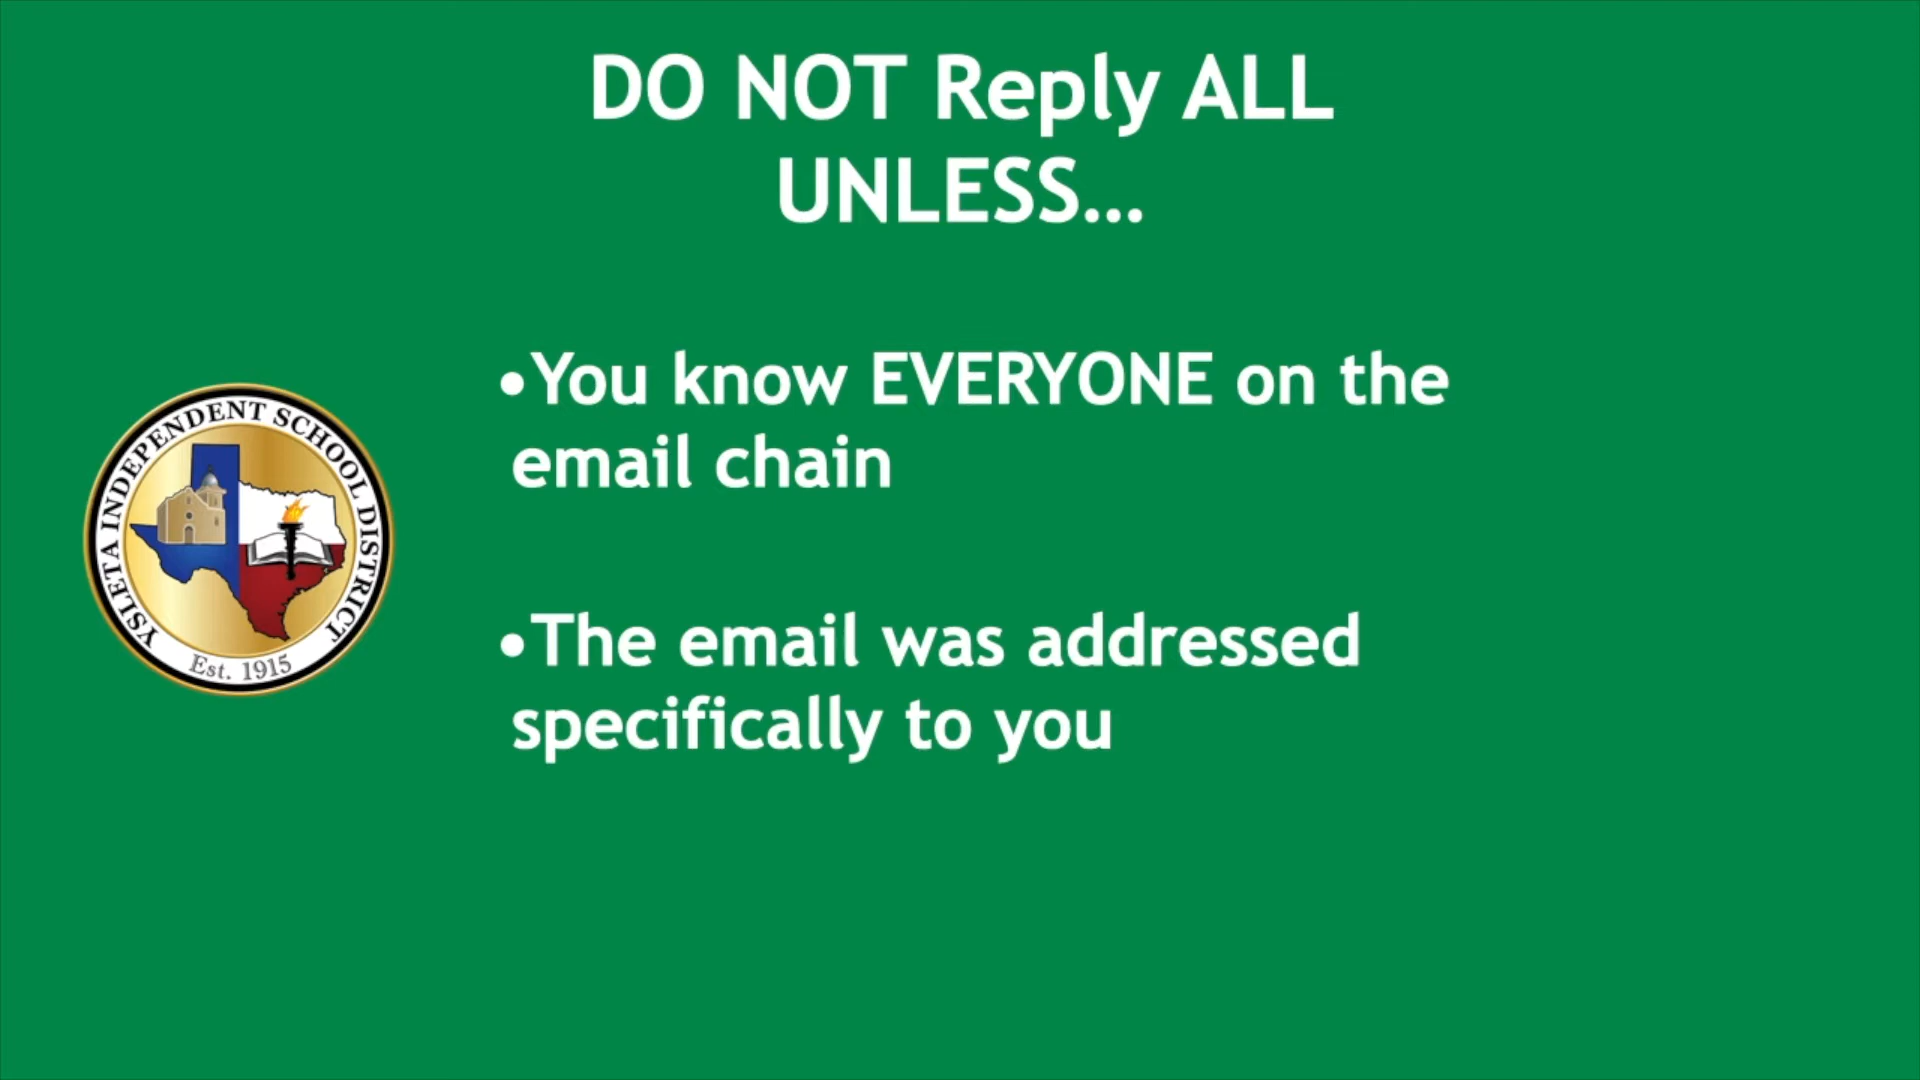 DO NOT Reply ALL
UNLESS...
•You know EVERYONE on the
email chain
•The email was addressed
specifically to you
YSLETA INDEPENDENT SCHOOL DISTRICT
Est. 1915